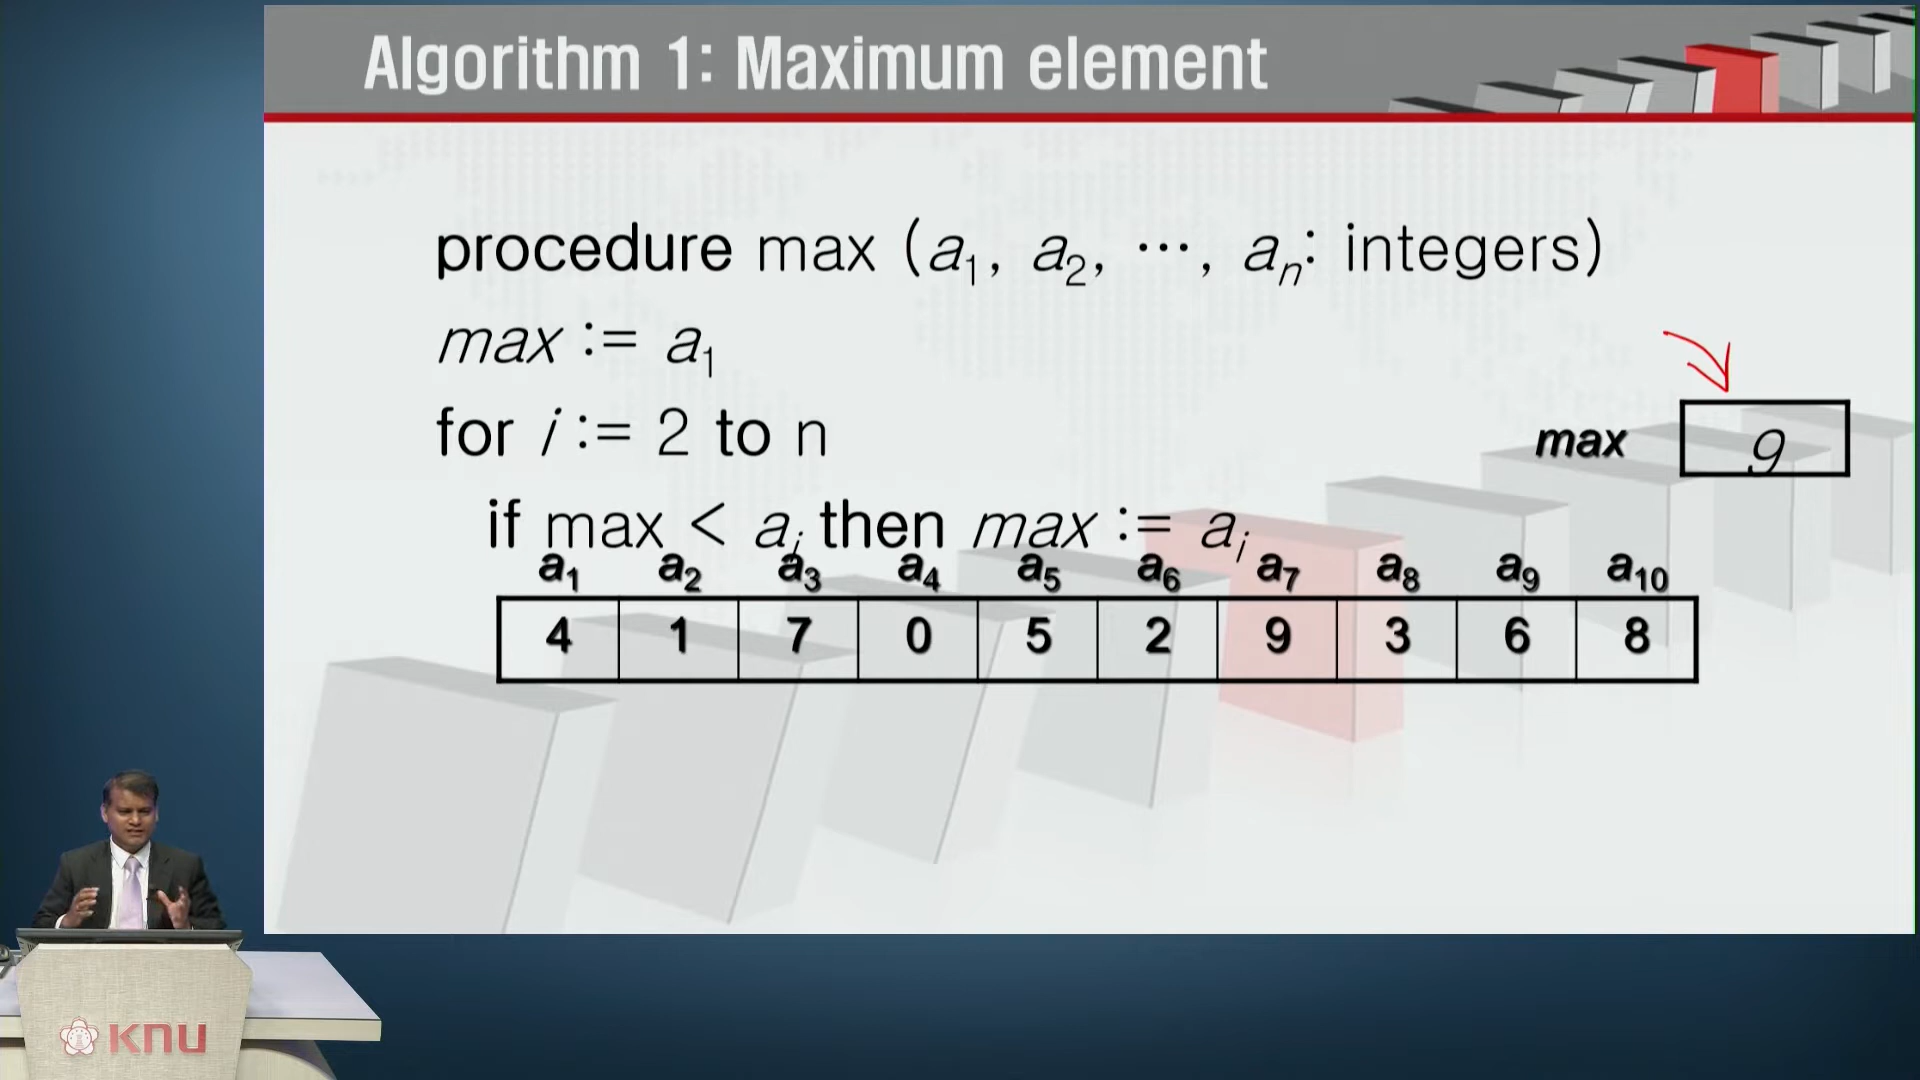 Algorithm 1: Maximum element
procedure max (a₁, a₂, ⋯, aₙ: integers)
max := a₁
for i := 2 to n
max 9
if max < aᵢ then max := aᵢ
a₁ a₂ a₃ a₄ a₅ a₆ a₇ a₈ a₉ a₁₀
4 1 7 0 5 2 9 3 6 8
KNU